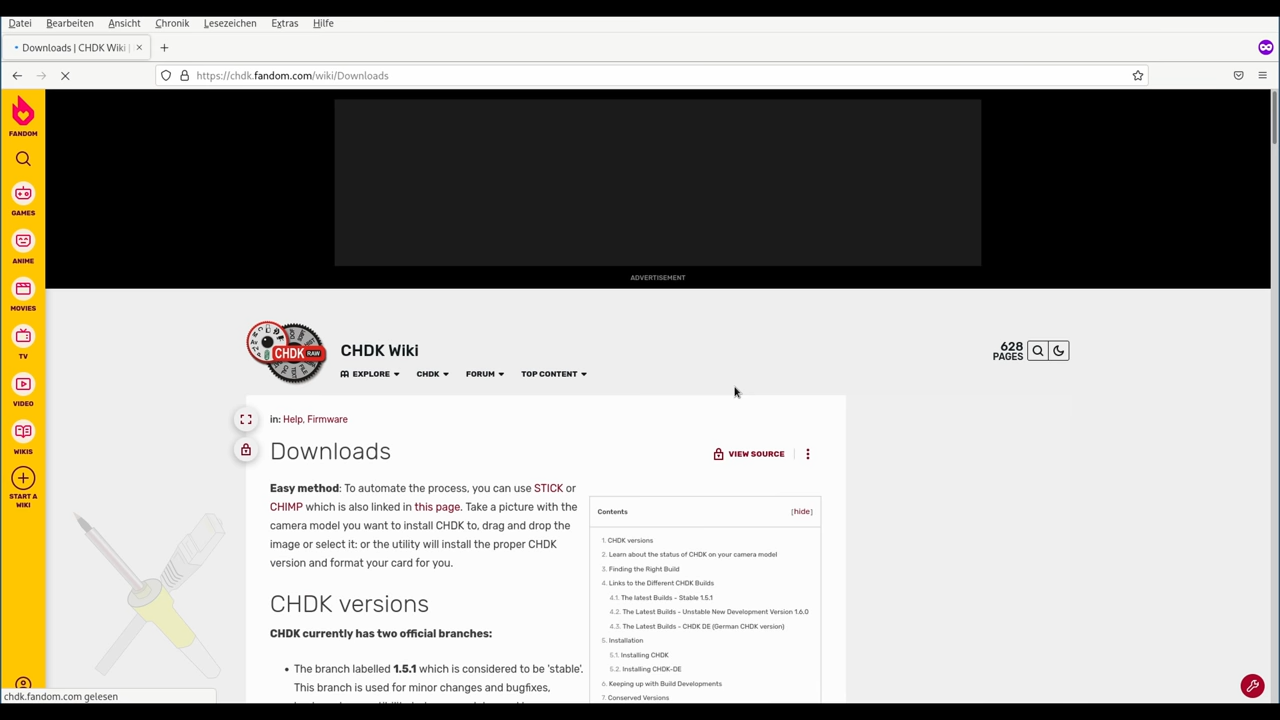 Datei Bearbeiten Ansicht Chronik Lesezeichen Extras Hilfe
Downloads | CHDK Wiki |
https://chdk.fandom.com/wiki/Downloads
FANDOM
GAMES
ANIME
MOVIES
TV
VIDEO
WIKIS
START A
WIKI
ADVERTISEMENT
CHDK RAW
CHDK Wiki
628
PAGES
EXPLORE CHDK FORUM TOP CONTENT
in: Help, Firmware
Downloads
VIEW SOURCE
Easy method: To automate the process, you can use STICK or
CHIMP which is also linked in this page. Take a picture with the
camera model you want to install CHDK to, drag and drop the
image or select it: or the utility will install the proper CHDK
version and format your card for you.
CHDK versions
CHDK currently has two official branches:
• The branch labelled 1.5.1 which is considered to be 'stable'.
This branch is used for minor changes and bugfixes,
Contents [hide]
1. CHDK versions
2. Learn about the status of CHDK on your camera model
3. Finding the Right Build
4. Links to the Different CHDK Builds
4.1. The latest Builds - Stable 1.5.1
4.2. The Latest Builds - Unstable New Development Version 1.6.0
4.3. The Latest Builds - CHDK DE (German CHDK version)
5. Installation
5.1. Installing CHDK
5.2. Installing CHDK-DE
6. Keeping up with Build Developments
7. Conserved Versions
chdk.fandom.com gelesen